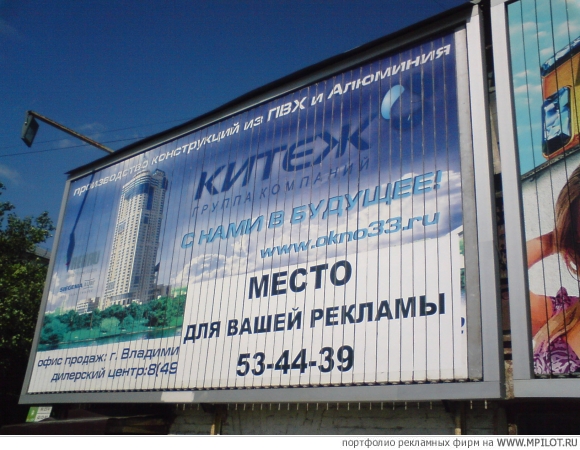 Производство конструкций из ПВХ и Алюминия
КИТЕЖ
ГРУППА КОМПАНИЙ
С НАМИ В БУДУЩЕЕ!
www.okno33.ru
МЕСТО
ДЛЯ ВАШЕЙ РЕКЛАМЫ
53-44-39
офис продаж: г. Владими
дилерский центр:8(49
портфолио рекламных фирм на WWW.MPILOT.RU